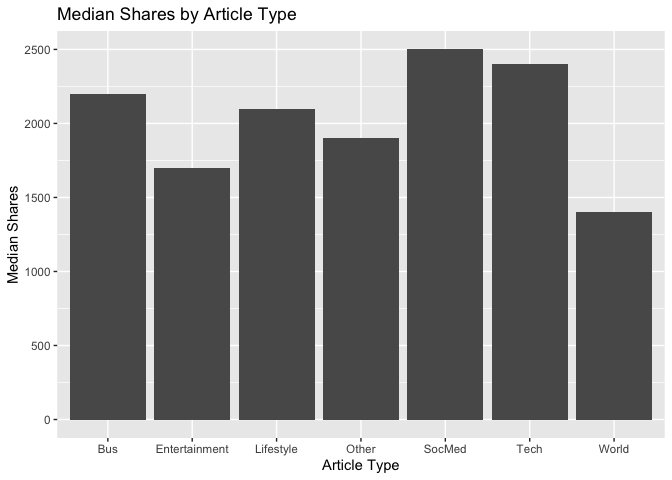 Median Shares by Article Type
2500
2000
1500
1000
500
0
Median Shares
Bus Entertainment Lifestyle Other SocMed Tech World
Article Type